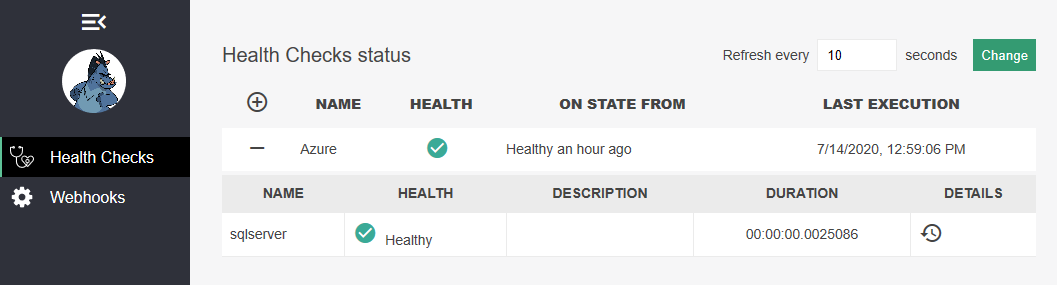 Health Checks status
Refresh every 10 seconds Change
NAME HEALTH ON STATE FROM LAST EXECUTION
Health Checks
Azure Healthy an hour ago 7/14/2020, 12:59:06 PM
Webhooks
NAME HEALTH DESCRIPTION DURATION DETAILS
sqlserver Healthy 00:00:00.0025086